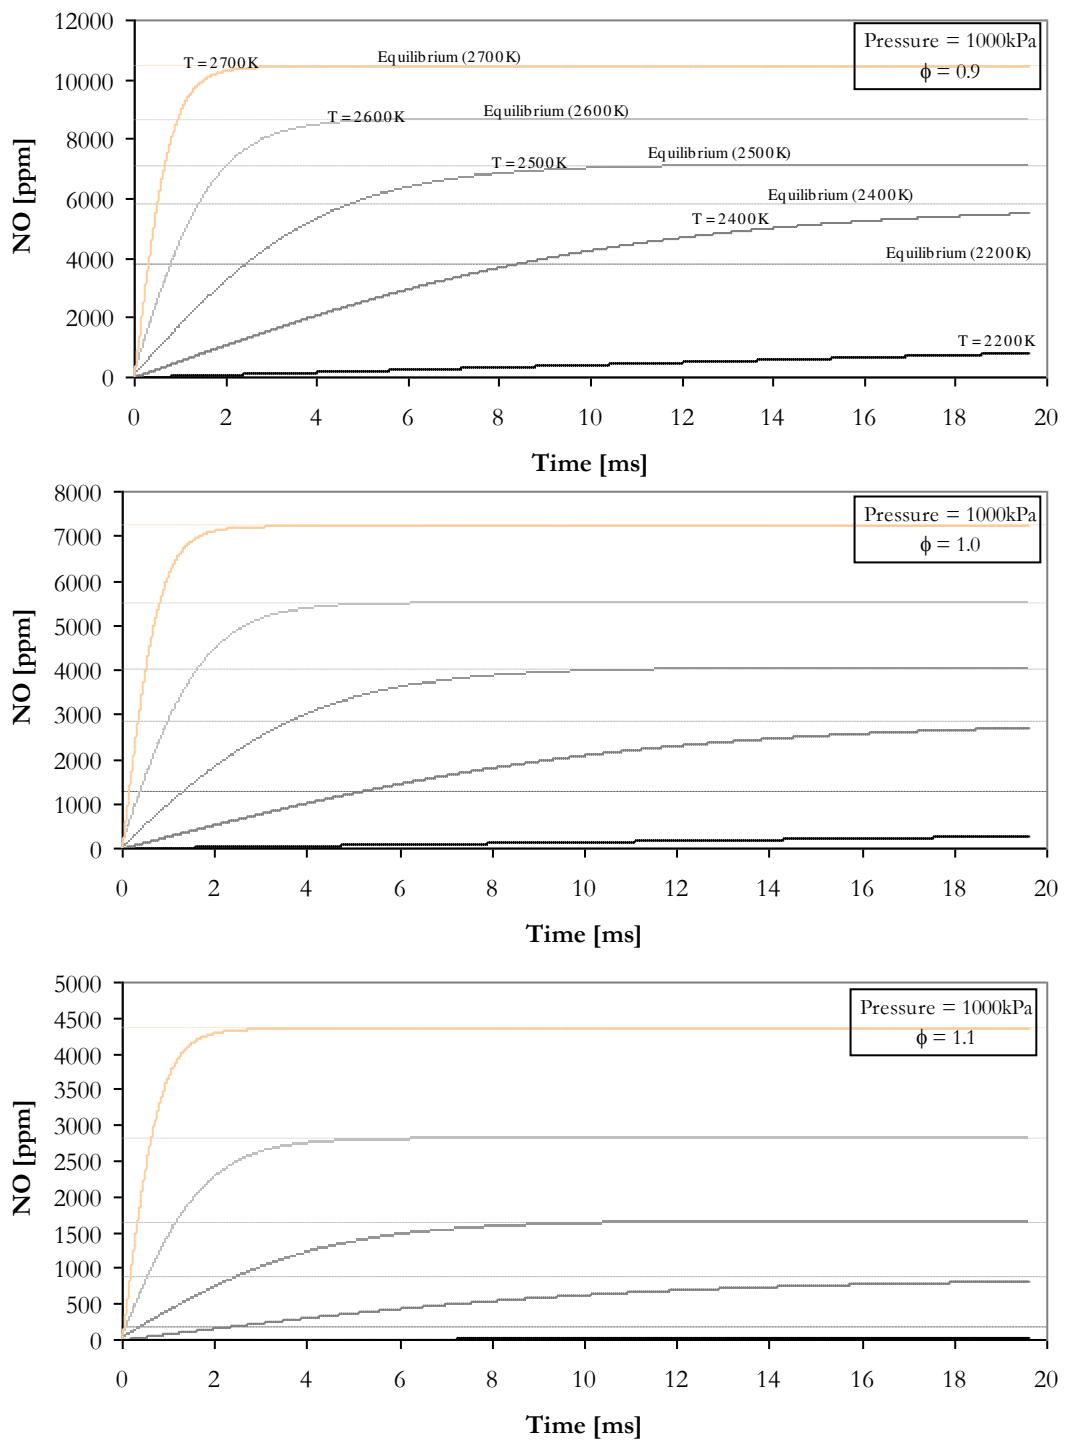 12000
10000
8000
6000
4000
2000
0
NO [ppm]
Pressure = 1000kPa
ϕ = 0.9
T = 2700K
Equilibrium (2700K)
T = 2600K
Equilibrium (2600K)
T = 2500K
Equilibrium (2500K)
T = 2400K
Equilibrium (2400K)
Equilibrium (2200K)
T = 2200K
0 2 4 6 8 10 12 14 16 18 20
Time [ms]
8000
7000
6000
5000
4000
3000
2000
1000
0
NO [ppm]
Pressure = 1000kPa
ϕ = 1.0
0 2 4 6 8 10 12 14 16 18 20
Time [ms]
5000
4500
4000
3500
3000
2500
2000
1500
1000
500
0
NO [ppm]
Pressure = 1000kPa
ϕ = 1.1
0 2 4 6 8 10 12 14 16 18 20
Time [ms]